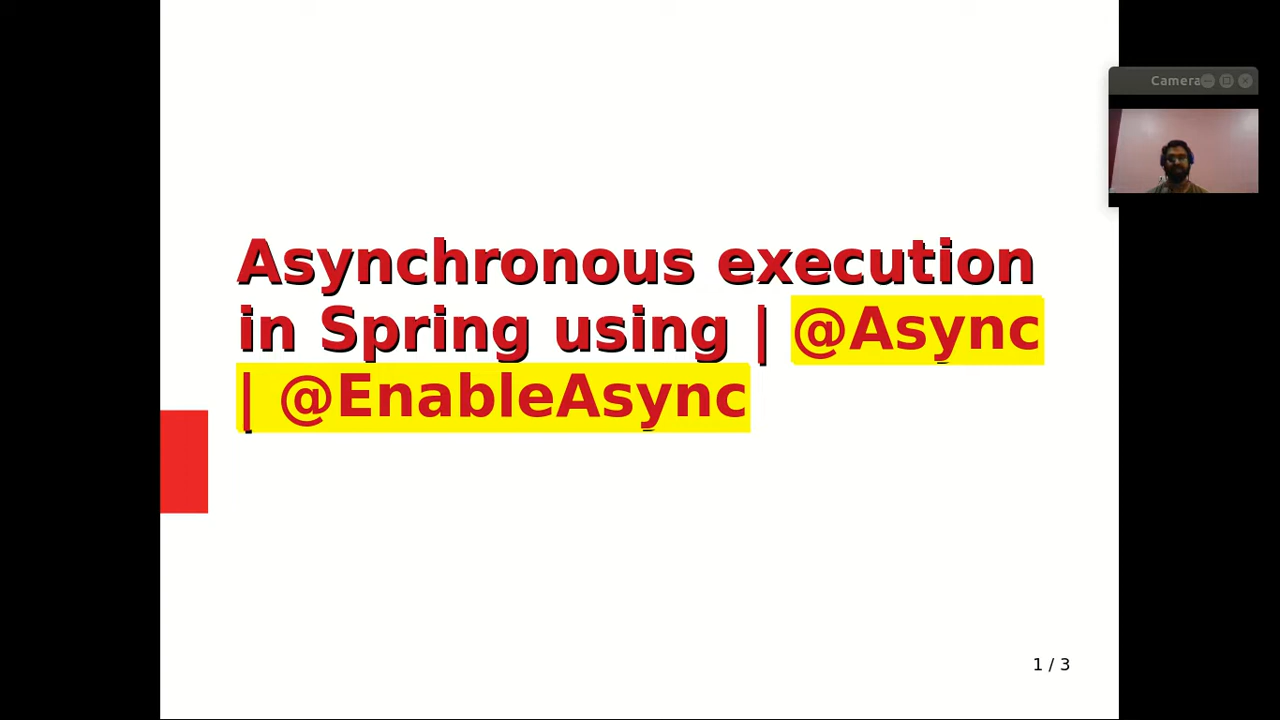 Camera
Asynchronous execution
in Spring using | @Async
| @EnableAsync
1 / 3